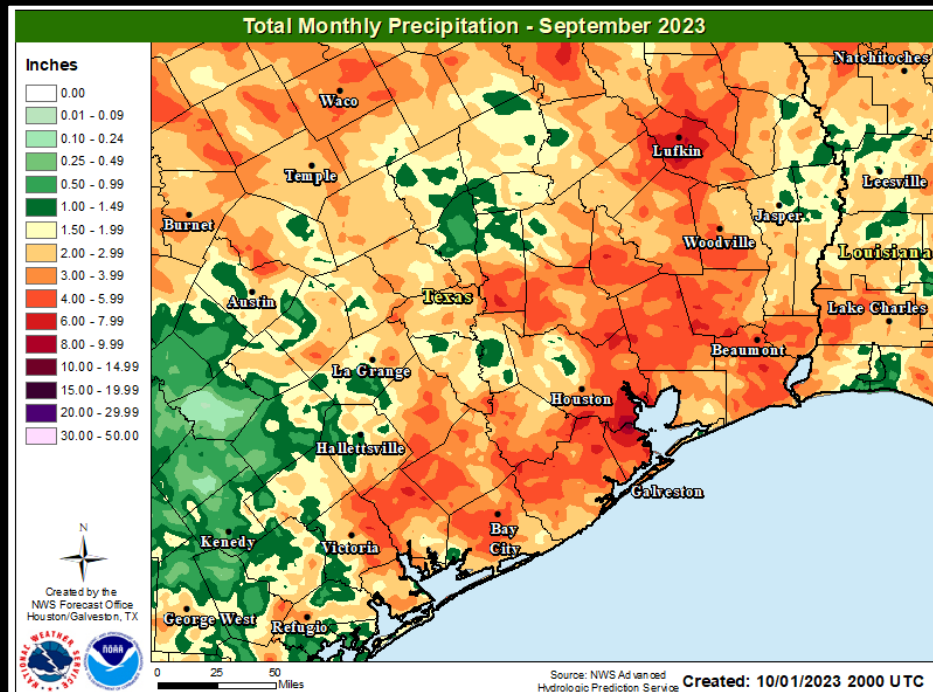 Total Monthly Precipitation - September 2023
Inches
0.00
0.01 - 0.09
0.10 - 0.24
0.25 - 0.49
0.50 - 0.99
1.00 - 1.49
1.50 - 1.99
2.00 - 2.99
3.00 - 3.99
4.00 - 5.99
6.00 - 7.99
8.00 - 9.99
10.00 - 14.99
15.00 - 19.99
20.00 - 29.99
30.00 - 50.00
Natchitoches
Waco
Lufkin
Temple
Leesville
Burnet
Jasper
Woodville
Louisiana
Austin
Texas
Lake Charles
Beaumont
La Grange
Houston
Hallettsville
Galveston
Bay
City
Kenedy
Victoria
George West
Refugio
N
Created by the
NWS Forecast Office
Houston/Galveston, TX
NATIONAL WEATHER SERVICE
NOAA
0 25 50
Miles
Source: NWS Advanced
Hydrologic Prediction Service
Created: 10/01/2023 2000 UTC